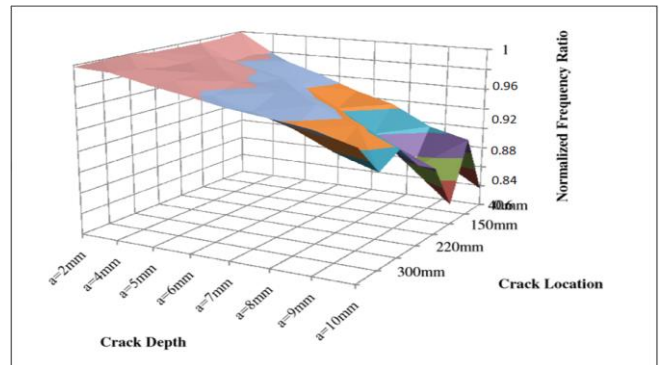 1
0.96
0.92
0.88
0.84
Normalized Frequency Ratio
40mm
150mm
220mm
300mm
Crack Location
a=2mm
a=4mm
a=5mm
a=6mm
a=7mm
a=8mm
a=9mm
a=10mm
Crack Depth